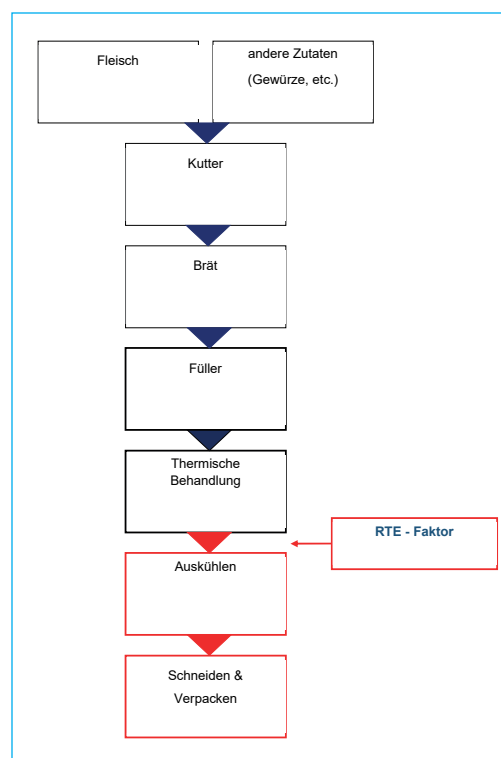 Fleisch
andere Zutaten
(Gewürze, etc.)
Kutter
Brät
Füller
Thermische
Behandlung
RTE - Faktor
Auskühlen
Schneiden &
Verpacken